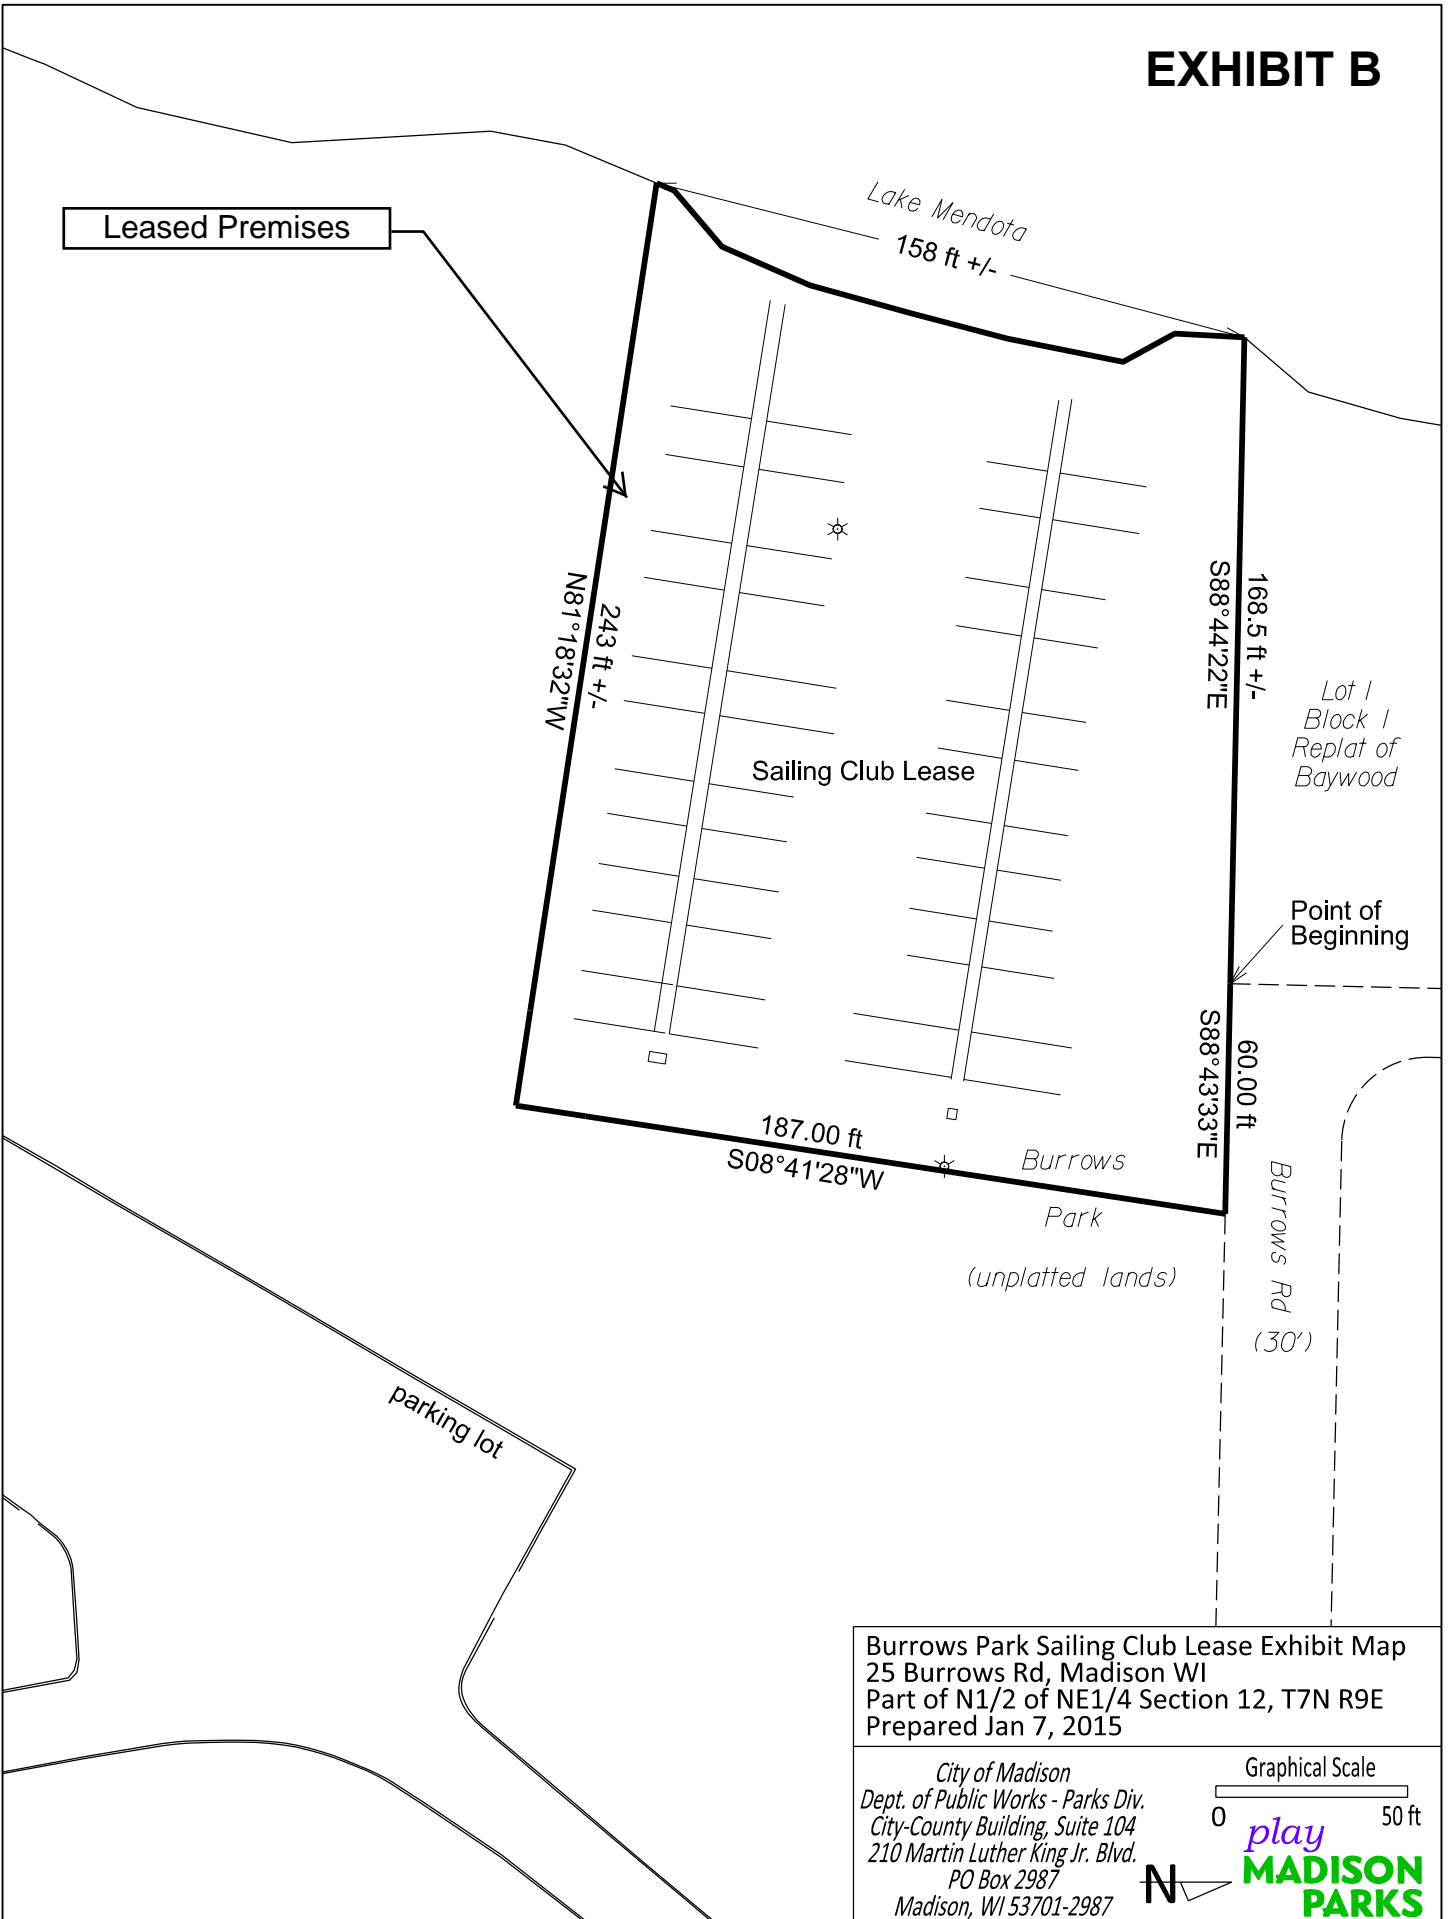 EXHIBIT B
Leased Premises
Lake Mendota
158 ft +/-
243 ft +/-
N81°18'32"W
168.5 ft +/-
S88°44'22"E
Lot 1
Block 1
Replat of
Baywood
Sailing Club Lease
Point of
Beginning
60.00 ft
S88°43'33"E
187.00 ft
S08°41'28"W
Burrows
Park
(unplatted lands)
Burrows Rd
(30')
parking lot
Burrows Park Sailing Club Lease Exhibit Map
25 Burrows Rd, Madison WI
Part of N1/2 of NE1/4 Section 12, T7N R9E
Prepared Jan 7, 2015
City of Madison
Dept. of Public Works - Parks Div.
City-County Building, Suite 104
210 Martin Luther King Jr. Blvd.
PO Box 2987
Madison, WI 53701-2987
N
Graphical Scale
0 50 ft
play
MADISON
PARKS